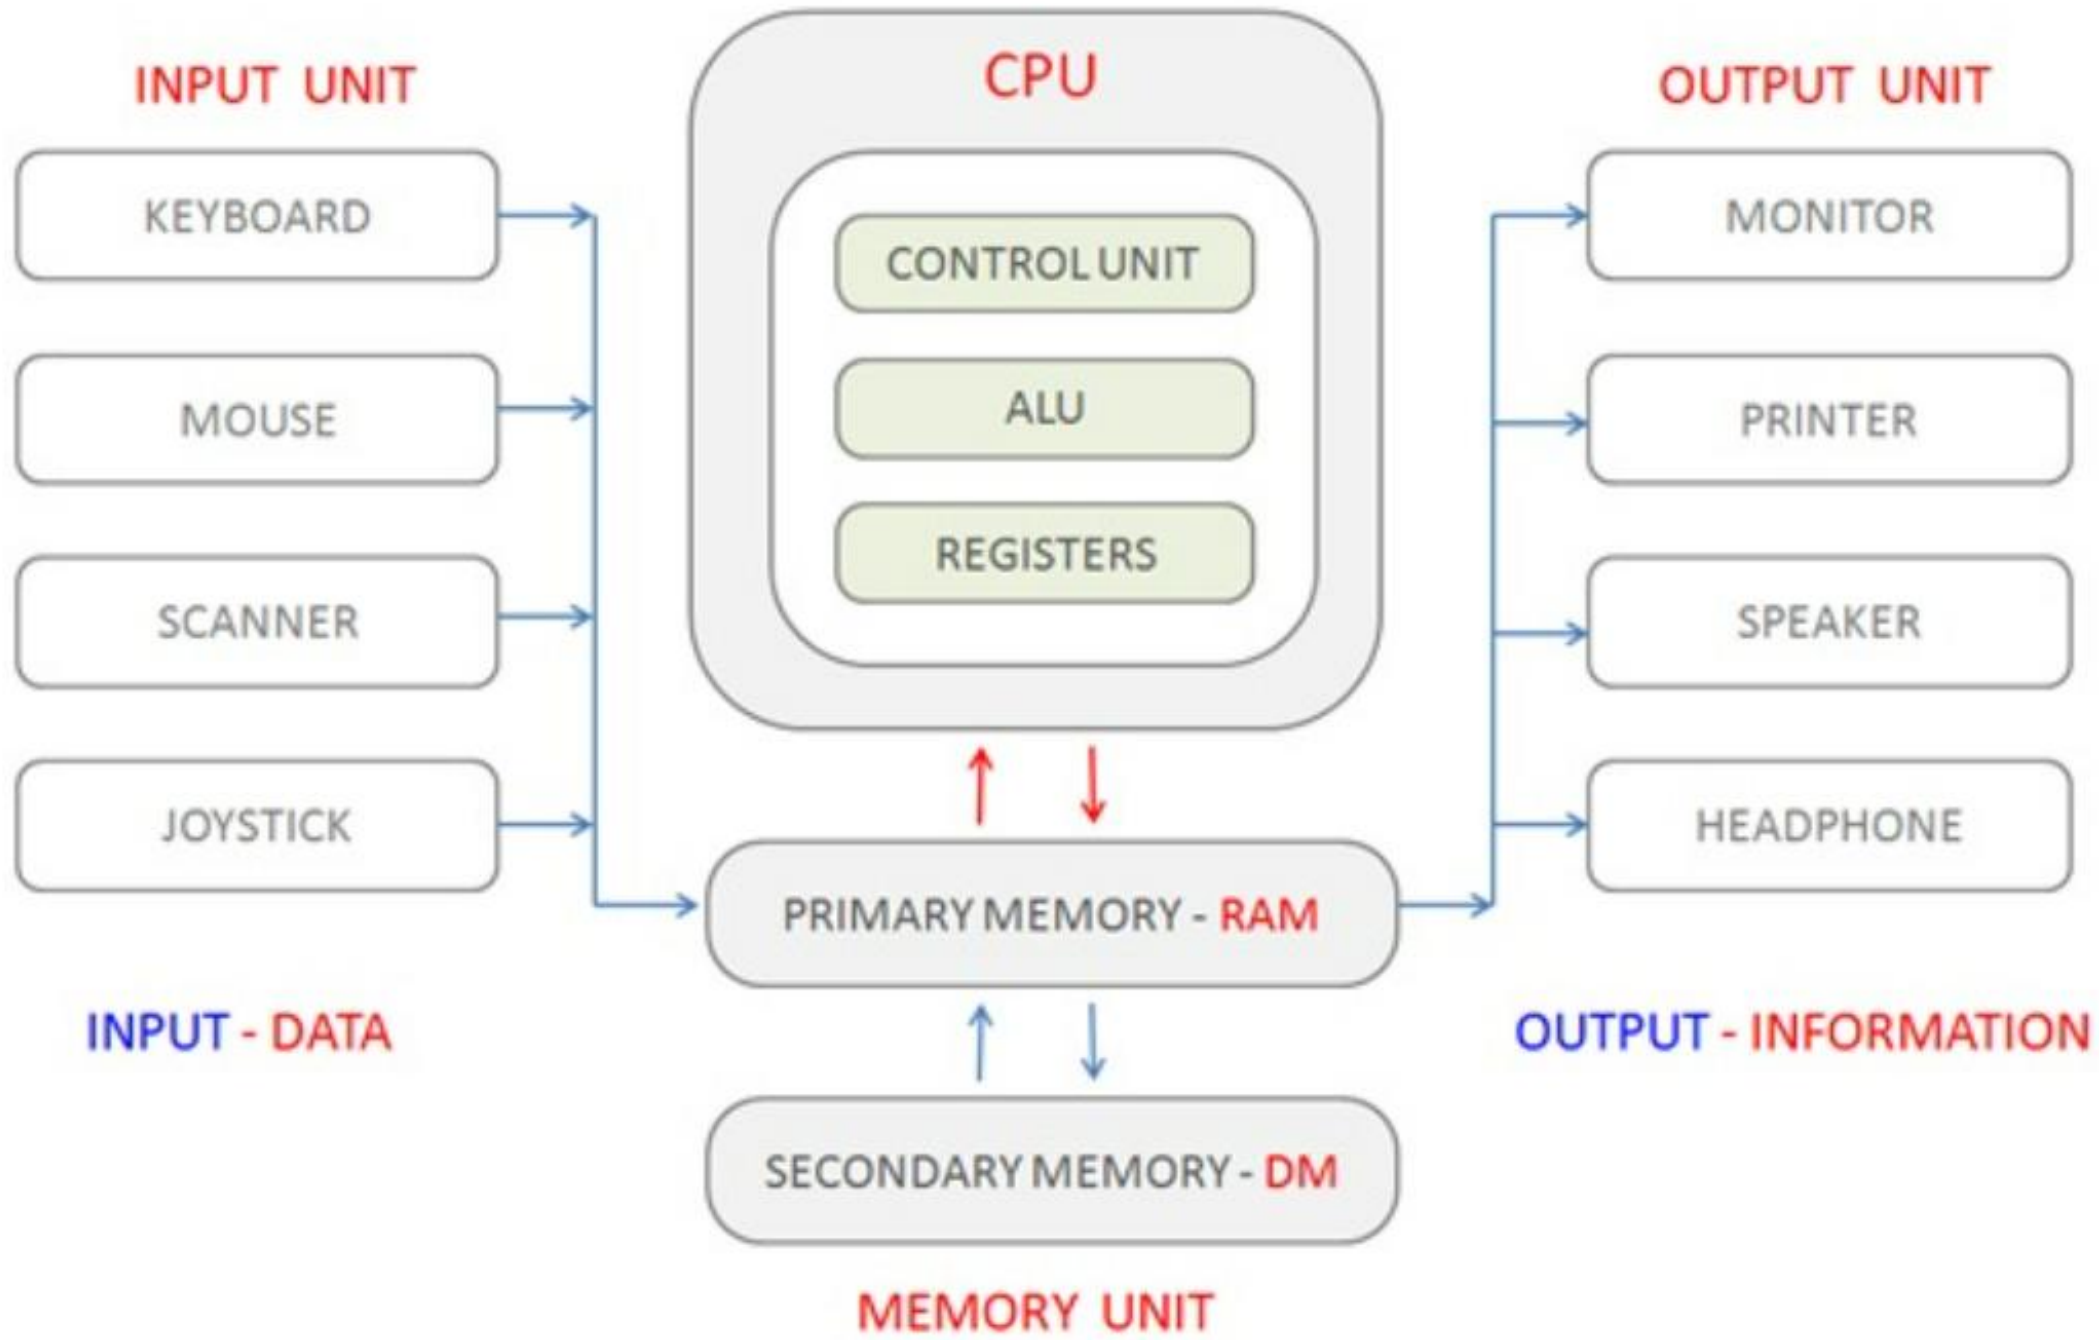 INPUT UNIT
KEYBOARD
MOUSE
SCANNER
JOYSTICK
INPUT - DATA
CPU
CONTROL UNIT
ALU
REGISTERS
PRIMARY MEMORY - RAM
SECONDARY MEMORY - DM
MEMORY UNIT
OUTPUT UNIT
MONITOR
PRINTER
SPEAKER
HEADPHONE
OUTPUT - INFORMATION